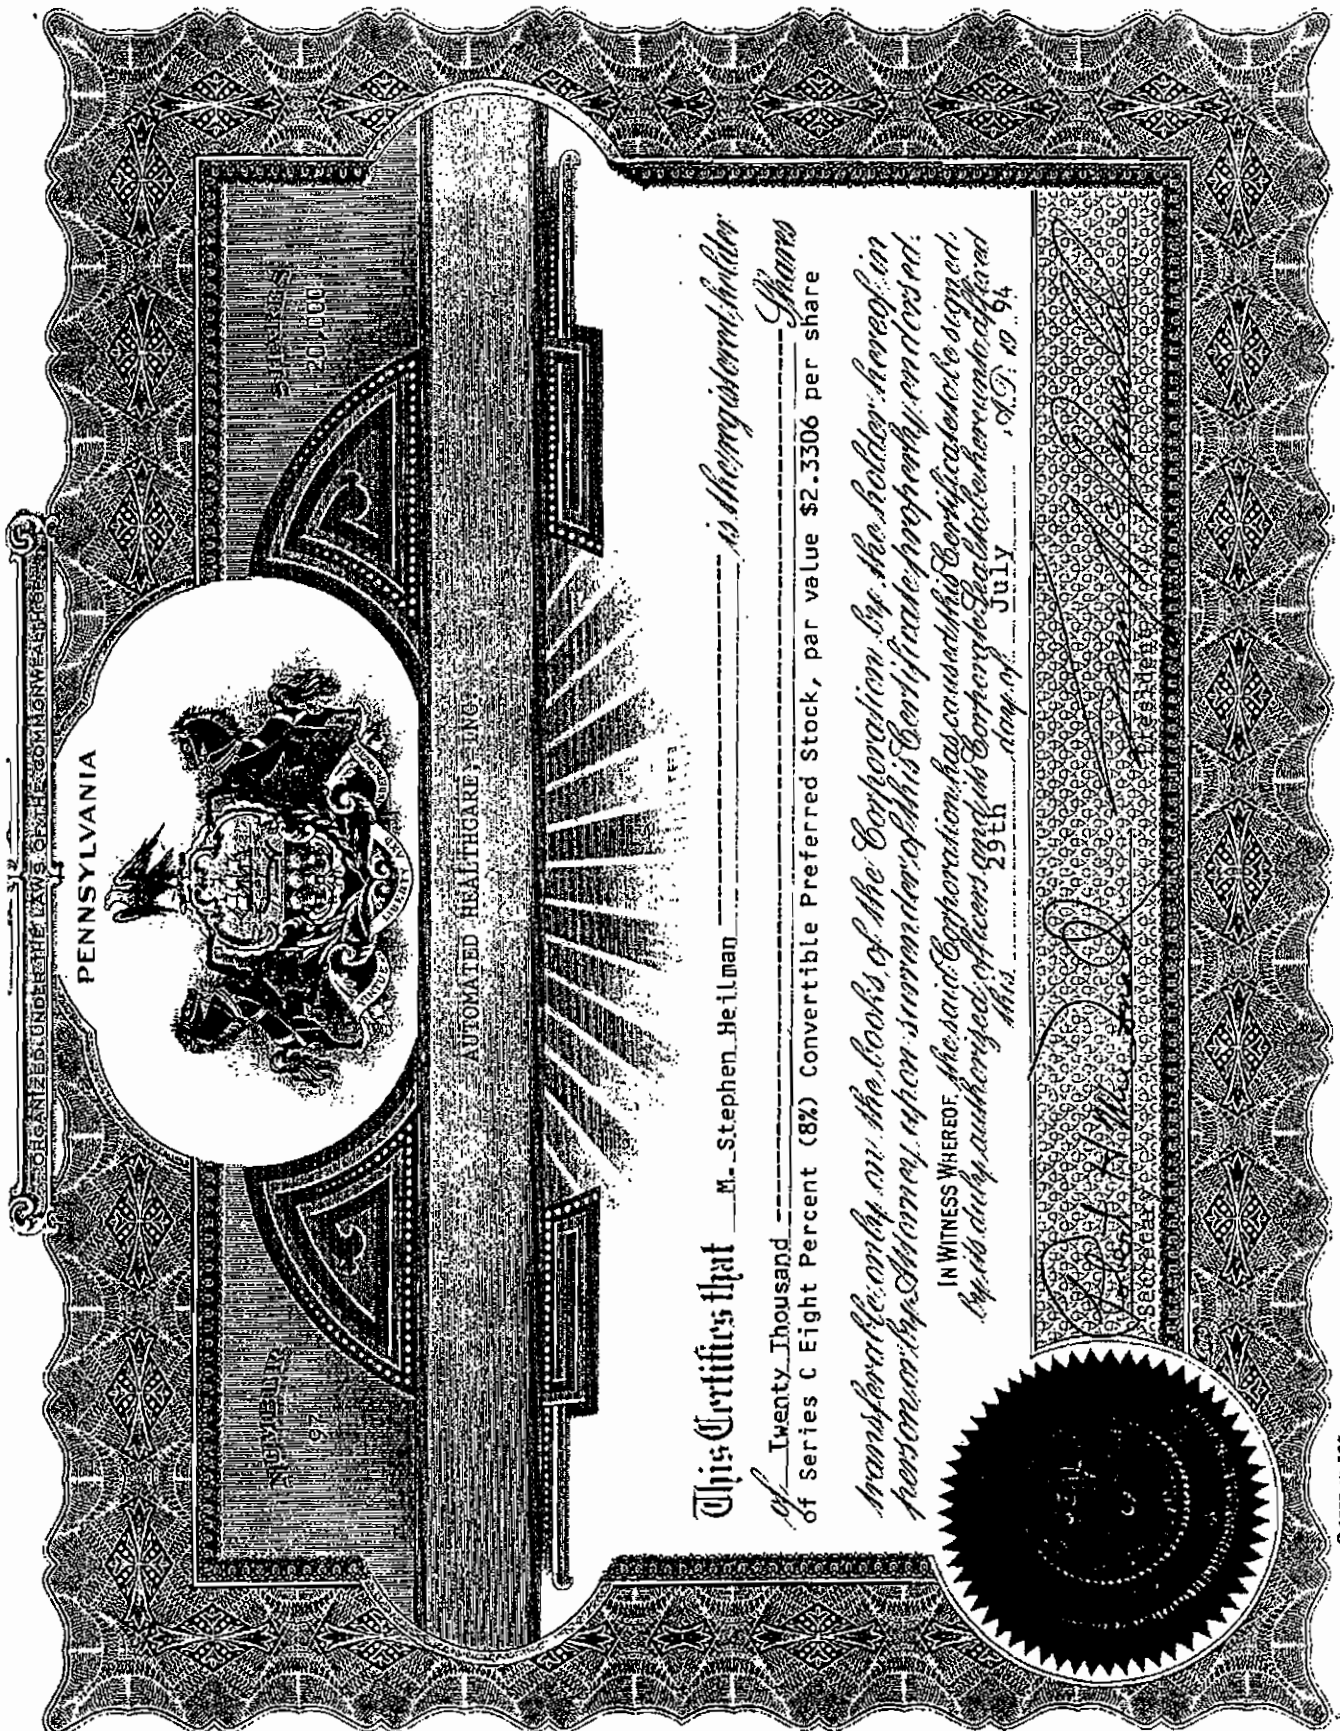 ORGANIZED UNDER THE LAWS OF THE COMMONWEALTH OF
PENNSYLVANIA
NUMBER
97
SHARES
20,000
AUTOMATED HEALTHCARE, INC.
This Certifies that M. Stephen Heilman is the registered holder
of Twenty Thousand Shares
of Series C Eight Percent (8%) Convertible Preferred Stock, par value $2.3306 per share
transferable only on the books of the Corporation by the holder hereof in
person or by Attorney upon surrender of this Certificate properly endorsed.
IN WITNESS WHEREOF, the said Corporation has caused this Certificate to be signed
by its duly authorized officers and its Corporate Seal to be hereunto affixed
this 29th day of July A.D. 19 94
Secretary
President